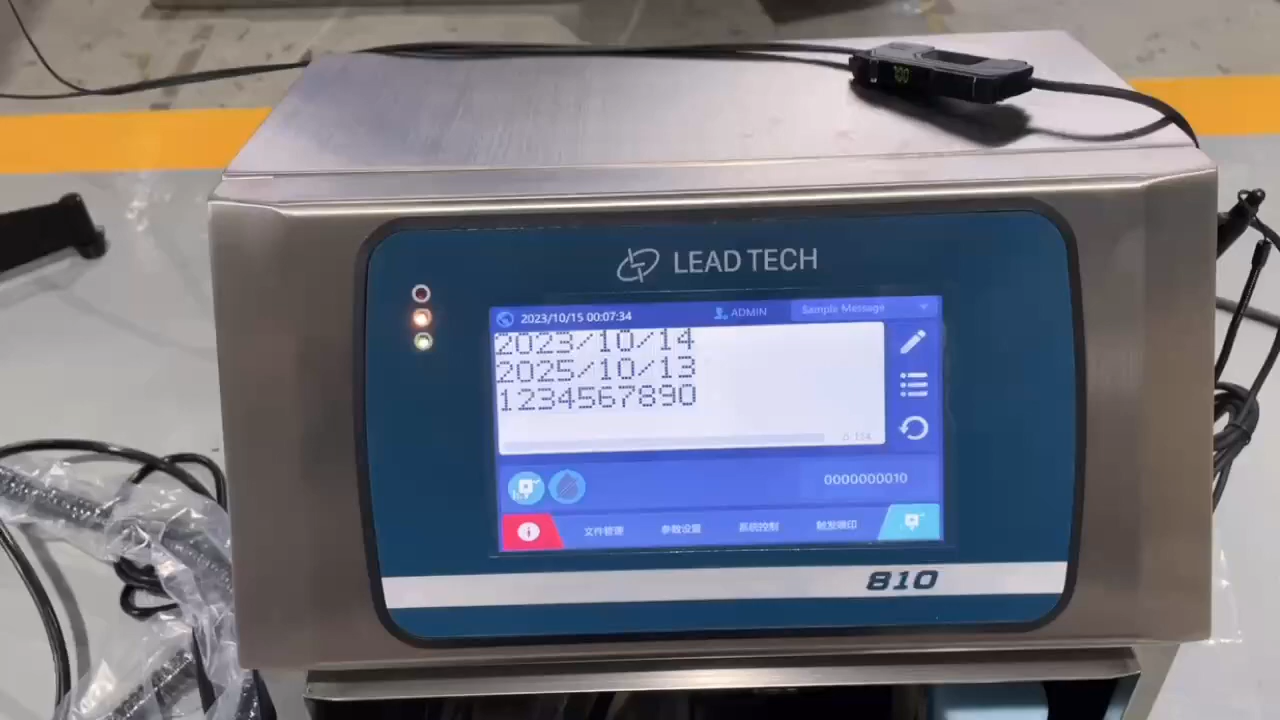 700
LEAD TECH
2023/10/15 00:07:34
ADMIN
Sample Message
2023/10/14
2025/10/13
1234567890
0000000010
文件管理
参数设置
系统控制
触发喷印
810